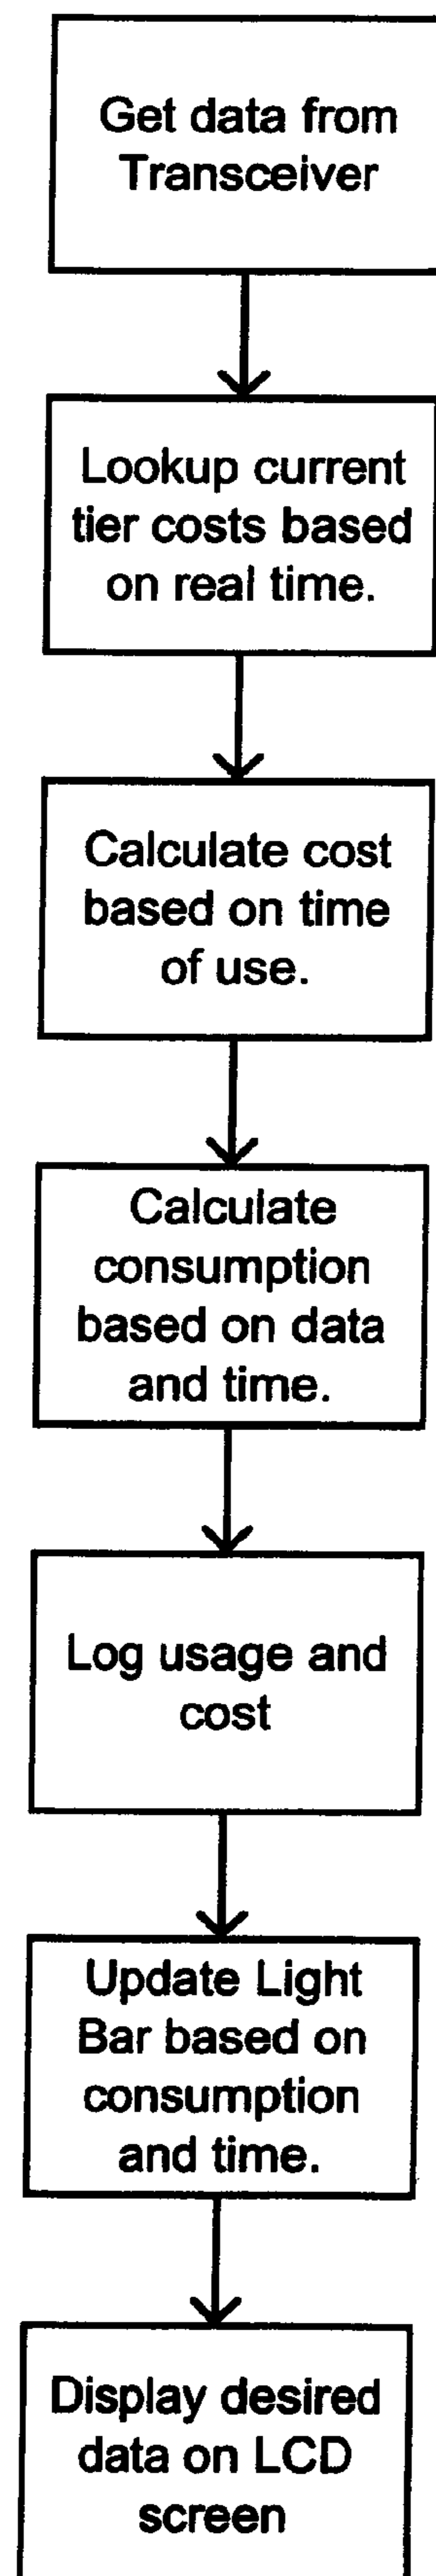 Get data from
Transceiver
Lookup current
tier costs based
on real time.
Calculate cost
based on time
of use.
Calculate
consumption
based on data
and time.
Log usage and
cost
Update Light
Bar based on
consumption
and time.
Display desired
data on LCD
screen